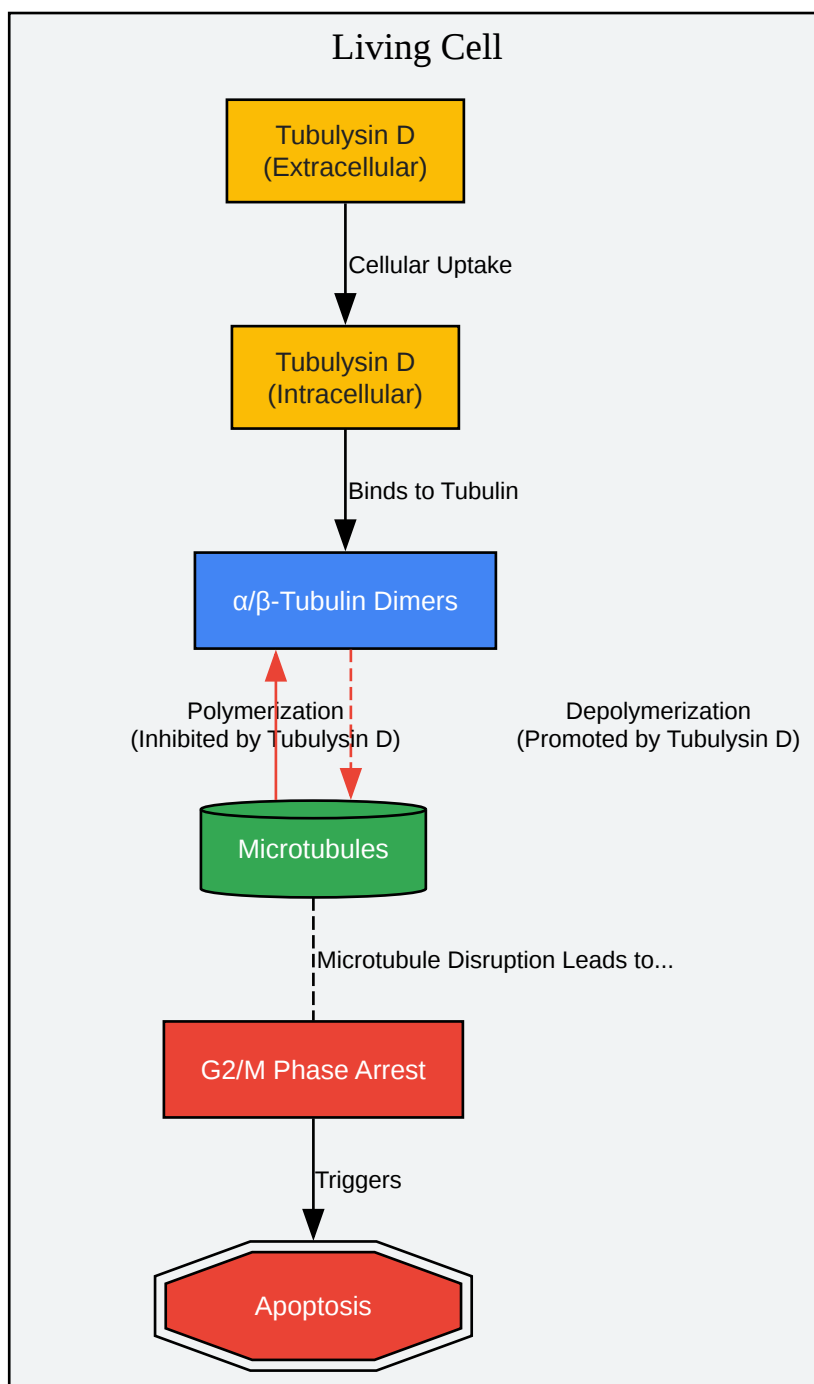 Living Cell
Tubulysin D
(Extracellular)
Cellular Uptake
Tubulysin D
(Intracellular)
Binds to Tubulin
α/β-Tubulin Dimers
Polymerization
(Inhibited by Tubulysin D)
Depolymerization
(Promoted by Tubulysin D)
Microtubules
Microtubule Disruption Leads to...
G2/M Phase Arrest
Triggers
Apoptosis